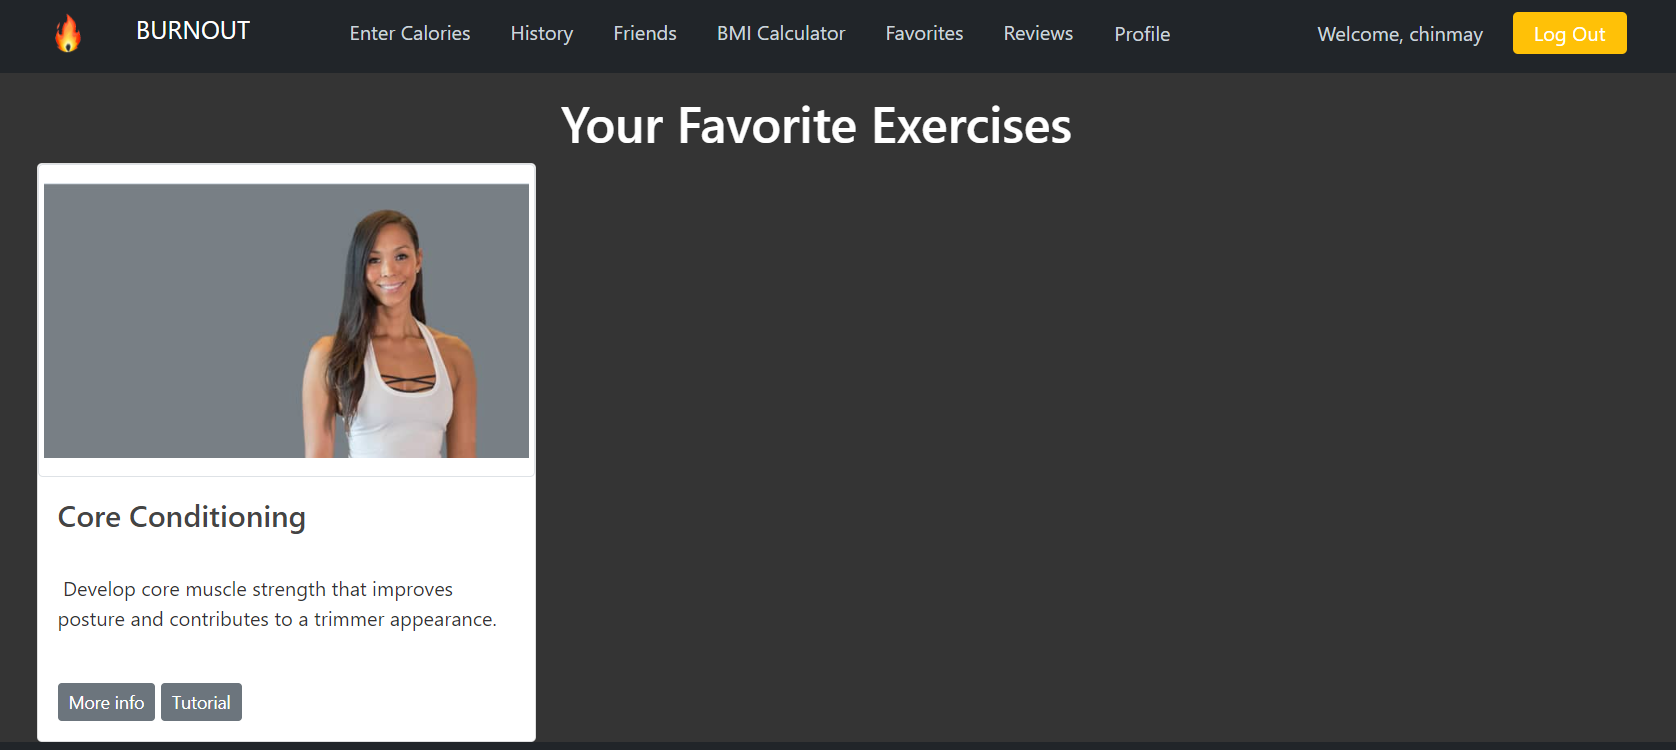 BURNOUT Enter Calories History Friends BMI Calculator Favorites Reviews Profile Welcome, chinmay Log Out
Your Favorite Exercises
Core Conditioning
Develop core muscle strength that improves
posture and contributes to a trimmer appearance.
More info Tutorial